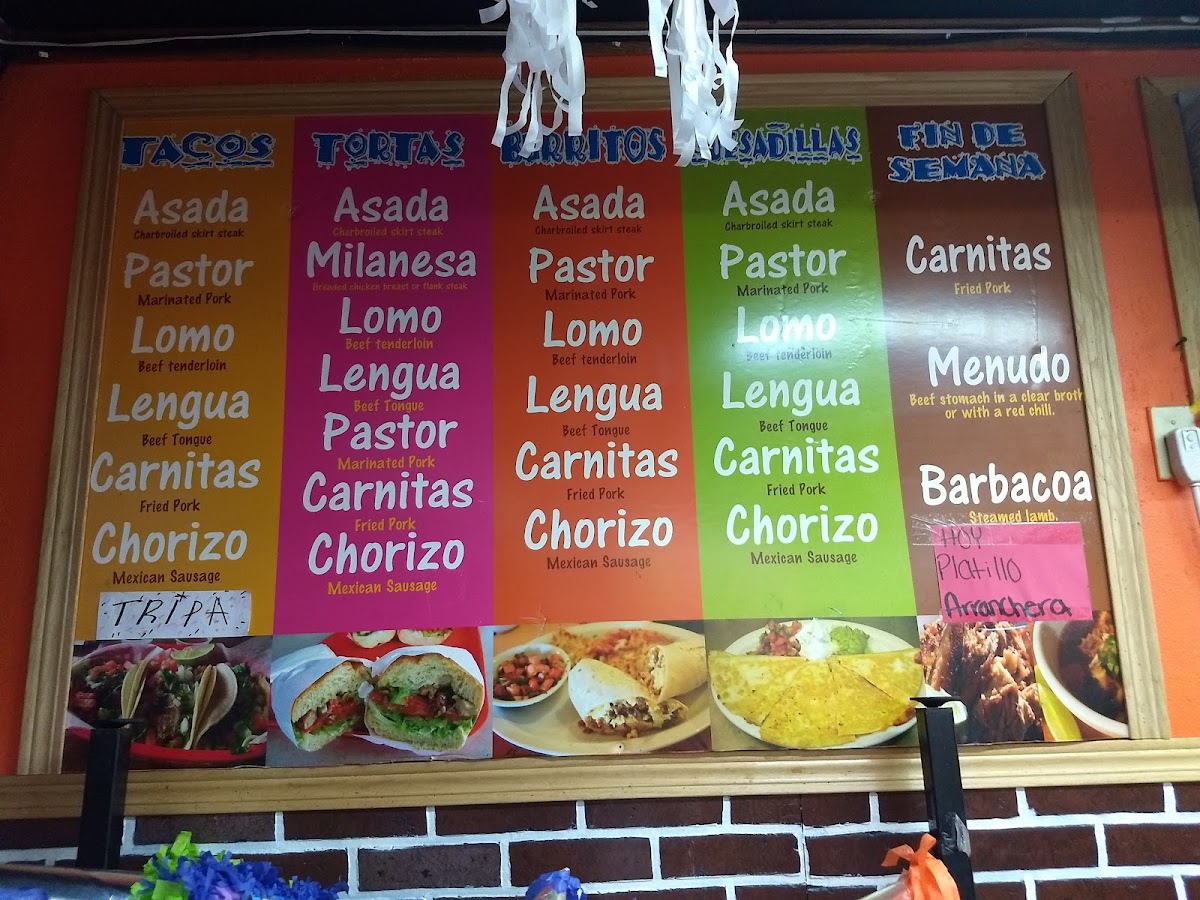 TACOS
Asada
Charbroiled skirt steak
Pastor
Marinated Pork
Lomo
Beef tenderloin
Lengua
Beef Tongue
Carnitas
Fried Pork
Chorizo
Mexican Sausage
TRIPA
TORTAS
Asada
Charbroiled skirt steak
Milanesa
Breaded chicken breast or flank steak
Lomo
Beef tenderloin
Lengua
Beef Tongue
Pastor
Marinated Pork
Carnitas
Fried Pork
Chorizo
Mexican Sausage
BURRITOS
Asada
Charbroiled skirt steak
Pastor
Marinated Pork
Lomo
Beef tenderloin
Lengua
Beef Tongue
Carnitas
Fried Pork
Chorizo
Mexican Sausage
QUESADILLAS
Asada
Charbroiled skirt steak
Pastor
Marinated Pork
Lomo
Beef tenderloin
Lengua
Beef Tongue
Carnitas
Fried Pork
Chorizo
Mexican Sausage
FIN DE
SEMANA
Carnitas
Fried Pork
Menudo
Beef stomach in a clear broth
or with a red chill.
Barbacoa
Steamed lamb.
HOY
Platillo
Arranchera